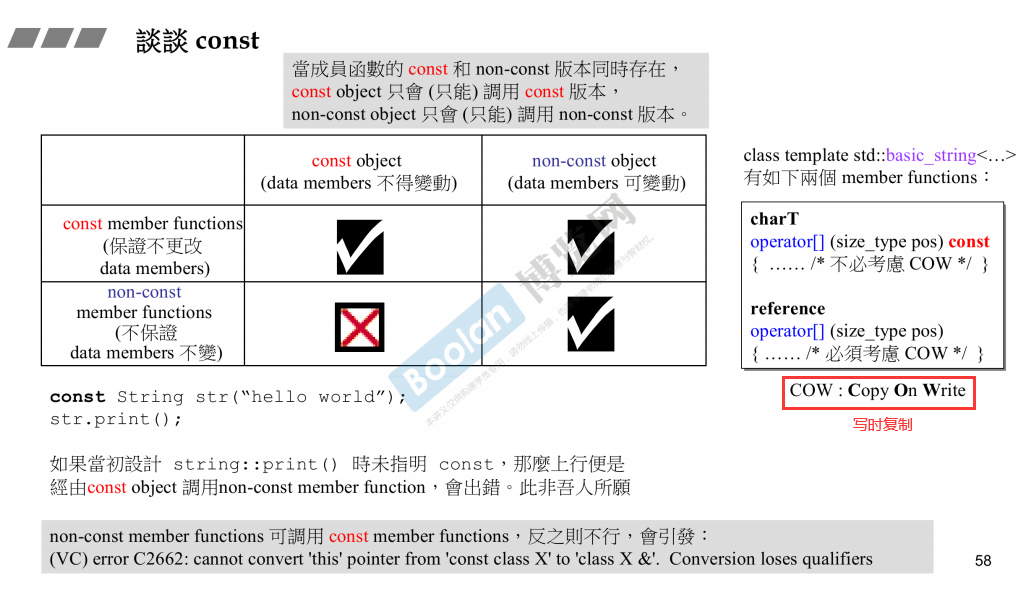 談談 const
當成員函數的 const 和 non-const 版本同時存在，
const object 只會 (只能) 調用 const 版本，
non-const object 只會 (只能) 調用 non-const 版本。
const object
(data members 不得變動)
non-const object
(data members 可變動)
const member functions
(保證不更改
data members)
non-const
member functions
(不保證
data members 不變)
class template std::basic_string<…>
有如下兩個 member functions：
charT
operator[] (size_type pos) const
{ …… /* 不必考慮 COW */ }
reference
operator[] (size_type pos)
{ …… /* 必須考慮 COW */ }
COW : Copy On Write
写时复制
const String str(“hello world”);
str.print();
如果當初設計 string::print() 時未指明 const，那麼上行便是
經由const object 調用non-const member function，會出錯。此非吾人所願
non-const member functions 可調用 const member functions，反之則不行，會引發：
(VC) error C2662: cannot convert 'this' pointer from 'const class X' to 'class X &'. Conversion loses qualifiers
58
Boolan 博览网